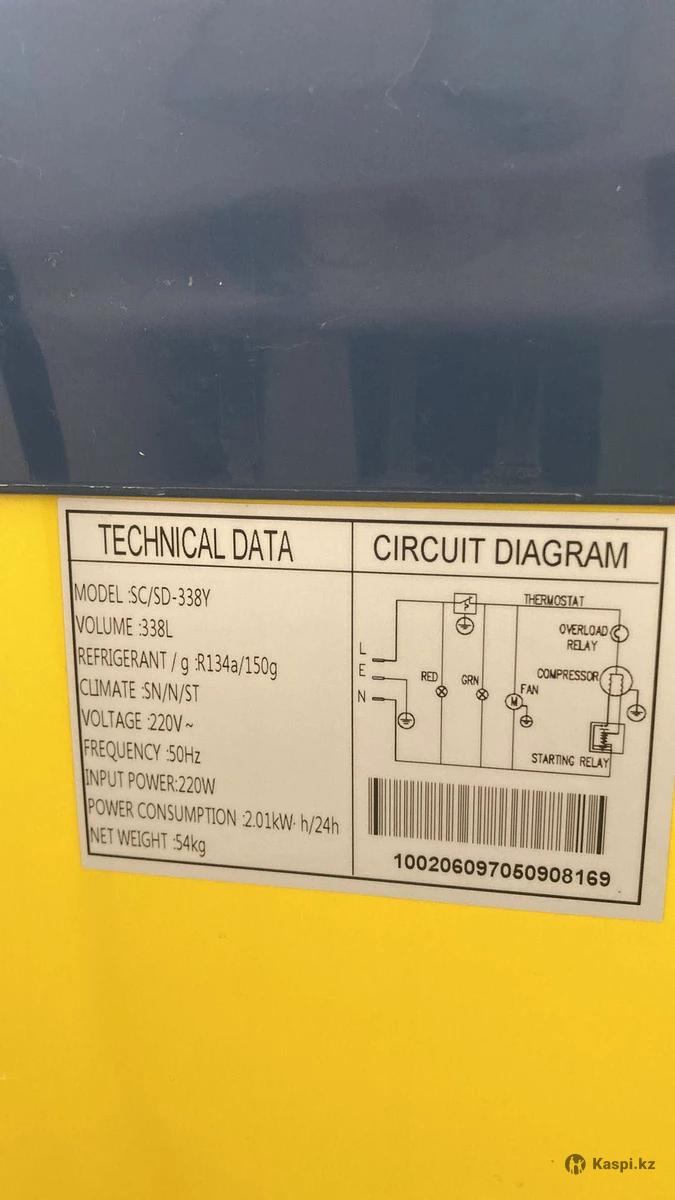 TECHNICAL DATA
MODEL :SC/SD-338Y
VOLUME :338L
REFRIGERANT / g :R134a/150g
CLIMATE :SN/N/ST
VOLTAGE :220V~
FREQUENCY :50Hz
INPUT POWER:220W
POWER CONSUMPTION :2.01kW· h/24h
NET WEIGHT :54kg
CIRCUIT DIAGRAM
THERMOSTAT
OVERLOAD
RELAY
L
E
N
RED
GRN
FAN
M
COMPRESSOR
STARTING RELAY
100206097050908169
Kaspi.kz